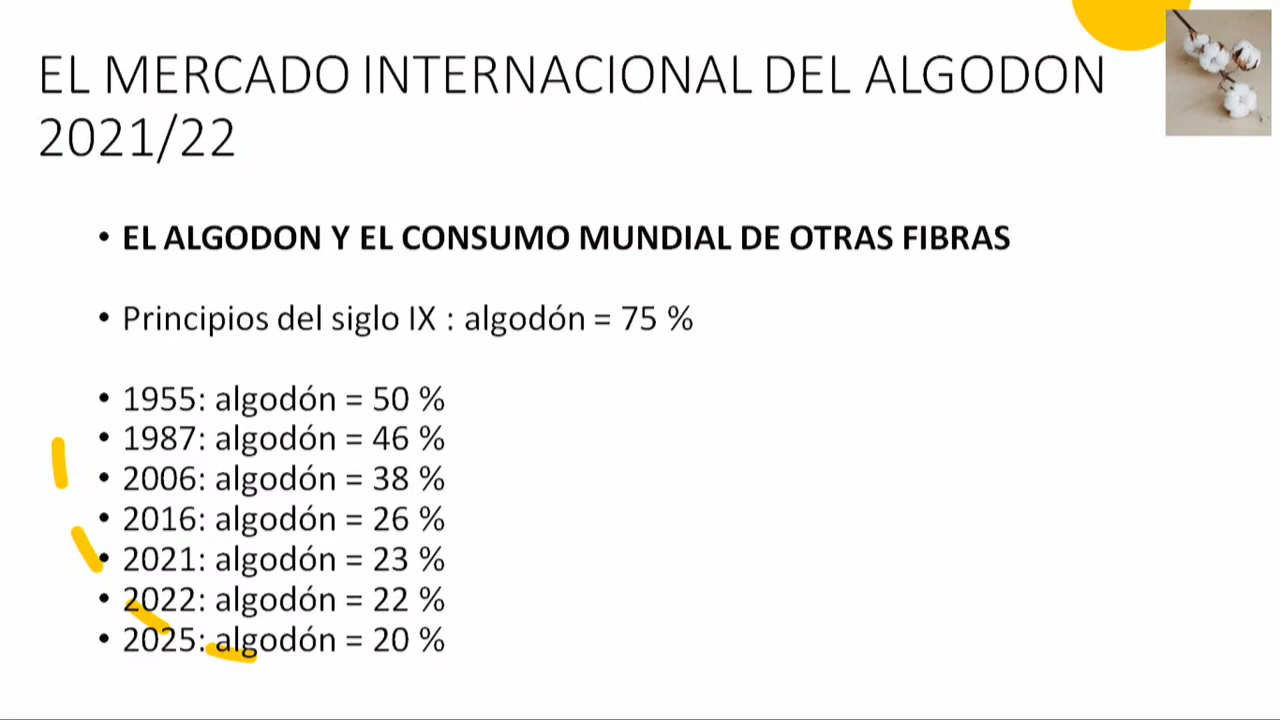 EL MERCADO INTERNACIONAL DEL ALGODON
2021/22
• EL ALGODON Y EL CONSUMO MUNDIAL DE OTRAS FIBRAS
• Principios del siglo IX : algodón = 75 %
• 1955: algodón = 50 %
• 1987: algodón = 46 %
• 2006: algodón = 38 %
• 2016: algodón = 26 %
• 2021: algodón = 23 %
• 2022: algodón = 22 %
• 2025: algodón = 20 %